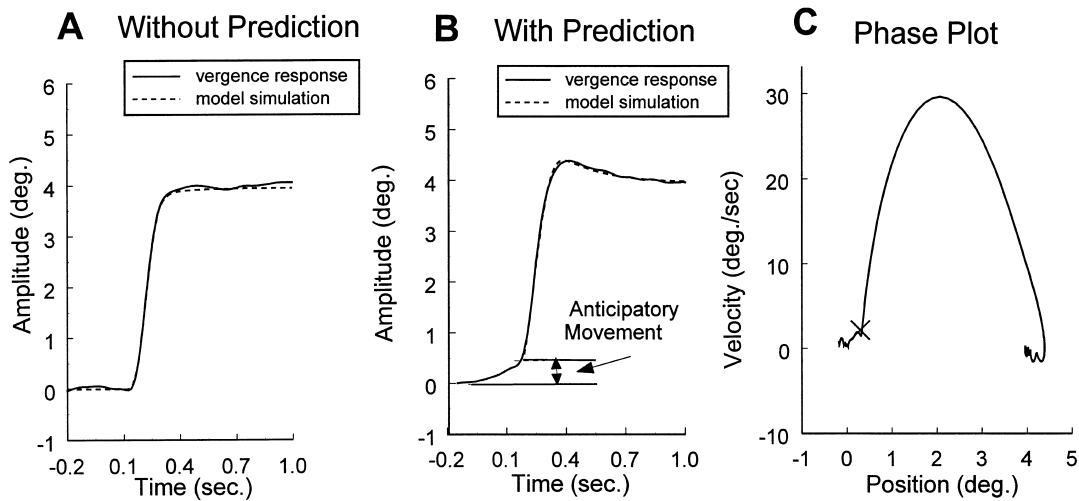 A Without Prediction
vergence response
model simulation
6
5
4
3
2
1
0
-1
Amplitude (deg.)
-0.2 0.1 0.4 0.7 1.0
Time (sec.)
B With Prediction
vergence response
model simulation
6
5
4
3
2
1
0
-1
Amplitude (deg.)
Anticipatory
Movement
-0.2 0.1 0.4 0.7 1.0
Time (sec.)
C Phase Plot
30
20
10
0
-10
Velocity (deg./sec)
-1 0 1 2 3 4 5
Position (deg.)